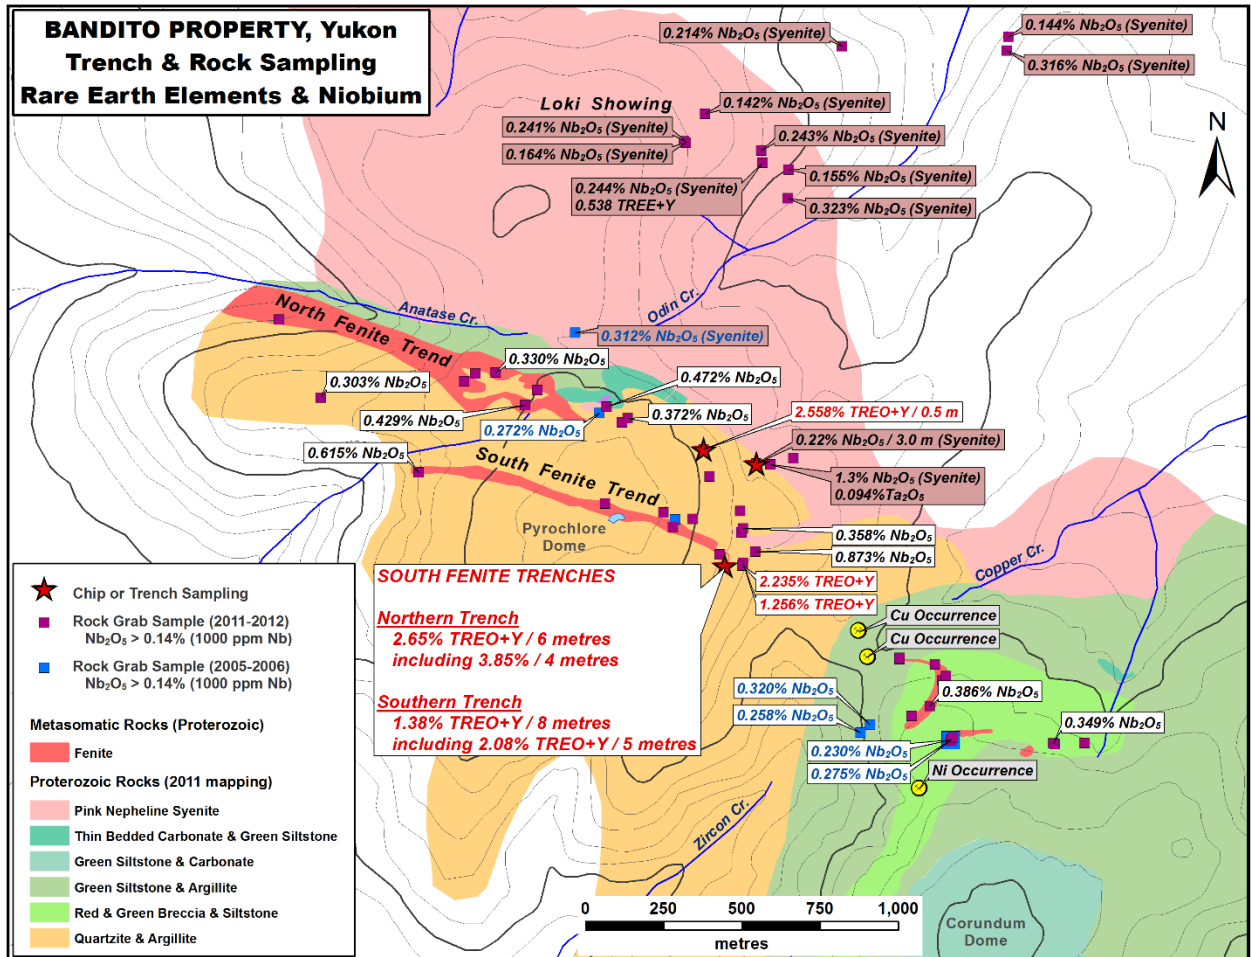 BANDITO PROPERTY, Yukon
Trench & Rock Sampling
Rare Earth Elements & Niobium
0.214% Nb₂O₅ (Syenite)
0.144% Nb₂O₅ (Syenite)
0.316% Nb₂O₅ (Syenite)
Loki Showing
0.142% Nb₂O₅ (Syenite)
0.241% Nb₂O₅ (Syenite)
0.164% Nb₂O₅ (Syenite)
0.243% Nb₂O₅ (Syenite)
0.155% Nb₂O₅ (Syenite)
0.244% Nb₂O₅ (Syenite)
0.538 TREE+Y
0.323% Nb₂O₅ (Syenite)
N
North Fenite Trend
Anatase Cr.
Odin Cr.
0.312% Nb₂O₅ (Syenite)
0.330% Nb₂O₅
0.303% Nb₂O₅
0.472% Nb₂O₅
0.429% Nb₂O₅
0.272% Nb₂O₅
0.372% Nb₂O₅
2.558% TREO+Y / 0.5 m
0.22% Nb₂O₅ / 3.0 m (Syenite)
0.615% Nb₂O₅
South Fenite Trend
1.3% Nb₂O₅ (Syenite)
0.094%Ta₂O₅
Pyrochlore
Dome
0.358% Nb₂O₅
0.873% Nb₂O₅
2.235% TREO+Y
1.256% TREO+Y
Copper Cr.
SOUTH FENITE TRENCHES
Northern Trench
2.65% TREO+Y / 6 metres
including 3.85% / 4 metres
Southern Trench
1.38% TREO+Y / 8 metres
including 2.08% TREO+Y / 5 metres
Cu Occurrence
Cu Occurrence
0.320% Nb₂O₅
0.258% Nb₂O₅
0.386% Nb₂O₅
0.349% Nb₂O₅
0.230% Nb₂O₅
0.275% Nb₂O₅
Ni Occurrence
Zircon Cr.
Corundum
Dome
Chip or Trench Sampling
Rock Grab Sample (2011-2012)
Nb₂O₅ > 0.14% (1000 ppm Nb)
Rock Grab Sample (2005-2006)
Nb₂O₅ > 0.14% (1000 ppm Nb)
Metasomatic Rocks (Proterozoic)
Fenite
Proterozoic Rocks (2011 mapping)
Pink Nepheline Syenite
Thin Bedded Carbonate & Green Siltstone
Green Siltstone & Carbonate
Green Siltstone & Argillite
Red & Green Breccia & Siltstone
Quartzite & Argillite
0 250 500 750 1,000
metres